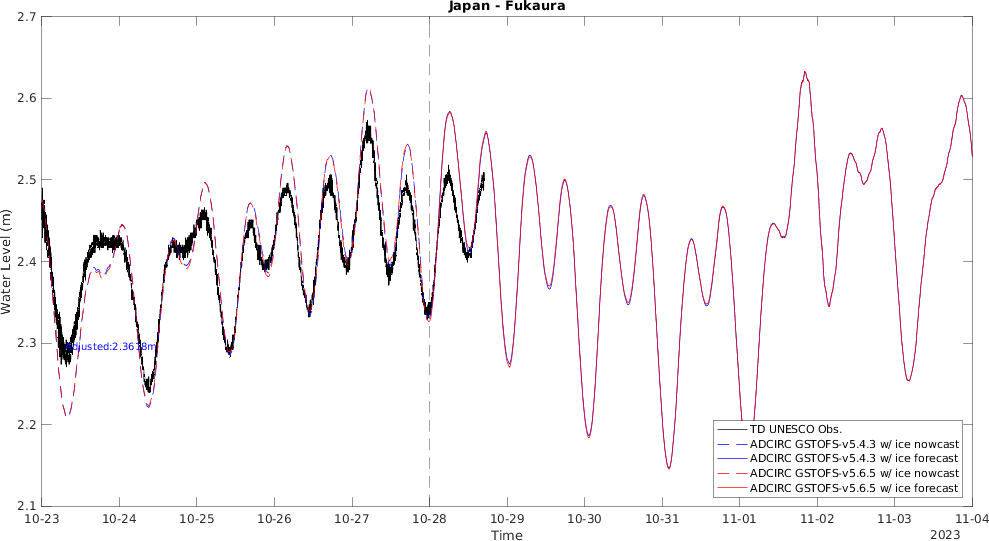 Japan - Fukaura
2.7
2.6
2.5
2.4
2.3
2.2
2.1
Water Level (m)
adjusted:2.3618m
TD UNESCO Obs.
ADCIRC GSTOFS-v5.4.3 w/ ice nowcast
ADCIRC GSTOFS-v5.4.3 w/ ice forecast
ADCIRC GSTOFS-v5.6.5 w/ ice nowcast
ADCIRC GSTOFS-v5.6.5 w/ ice forecast
10-23 10-24 10-25 10-26 10-27 10-28 10-29 10-30 10-31 11-01 11-02 11-03 11-04
Time
2023